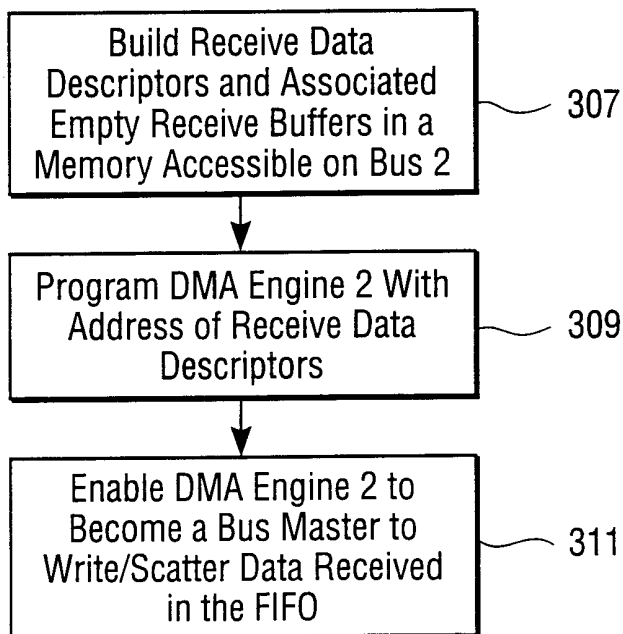 Build Receive Data
Descriptors and Associated
Empty Receive Buffers in a
Memory Accessible on Bus 2
307
Program DMA Engine 2 With
Address of Receive Data
Descriptors
309
Enable DMA Engine 2 to
Become a Bus Master to
Write/Scatter Data Received
in the FIFO
311